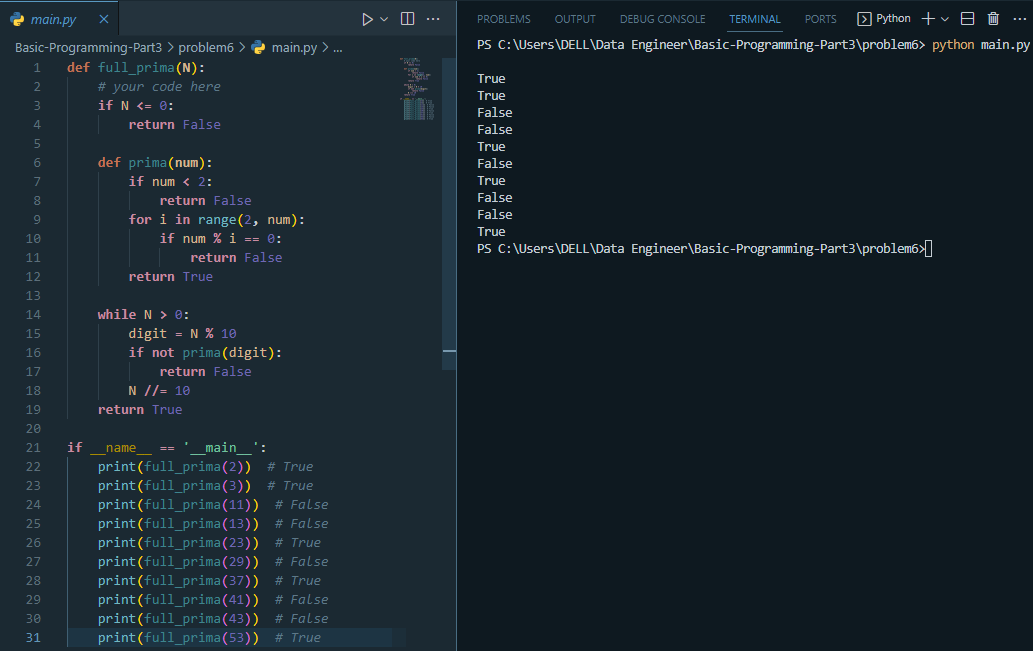 main.py
Basic-Programming-Part3 > problem6 > main.py > ...
1 def full_prima(N):
2     # your code here
3     if N <= 0:
4         return False
5
6     def prima(num):
7         if num < 2:
8             return False
9         for i in range(2, num):
10             if num % i == 0:
11                 return False
12         return True
13
14     while N > 0:
15         digit = N % 10
16         if not prima(digit):
17             return False
18         N //= 10
19     return True
20
21 if __name__ == '__main__':
22     print(full_prima(2))  # True
23     print(full_prima(3))  # True
24     print(full_prima(11))  # False
25     print(full_prima(13))  # False
26     print(full_prima(23))  # True
27     print(full_prima(29))  # False
28     print(full_prima(37))  # True
29     print(full_prima(41))  # False
30     print(full_prima(43))  # False
31     print(full_prima(53))  # True
PROBLEMS OUTPUT DEBUG CONSOLE TERMINAL PORTS Python
PS C:\Users\DELL\Data Engineer\Basic-Programming-Part3\problem6> python main.py
True
True
False
False
True
False
True
False
False
True
PS C:\Users\DELL\Data Engineer\Basic-Programming-Part3\problem6>